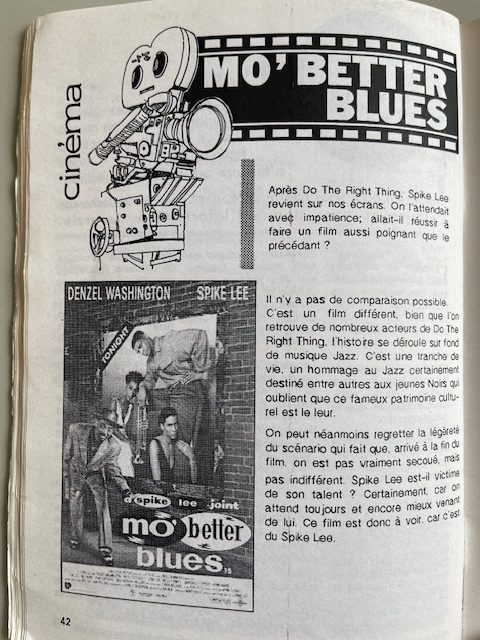 cinéma
MO' BETTER
BLUES
Après Do The Right Thing, Spike Lee
revient sur nos écrans. On l'attendait
avec impatience; allait-il réussir à
faire un film aussi poignant que le
précédant ?
DENZEL WASHINGTON SPIKE LEE
TONIGHT
a spike lee joint
mo' better
blues
Il n'y a pas de comparaison possible.
C'est un film différent, bien que l'on
retrouve de nombreux acteurs de Do The
Right Thing, l'histoire se déroule sur fond
de musique Jazz. C'est une tranche de
vie, un hommage au Jazz certainement
destiné entre autres aux jeunes Noirs qui
oublient que ce fameux patrimoine cultu-
rel est le leur.
On peut néanmoins regretter la légèreté
du scénario qui fait que, arrivé à la fin du
film, on est pas vraiment secoué, mais
pas indifférent. Spike Lee est-il victime
de son talent ? Certainement, car on
attend toujours et encore mieux venant
de lui. Ce film est donc à voir, car c'est
du Spike Lee.
42